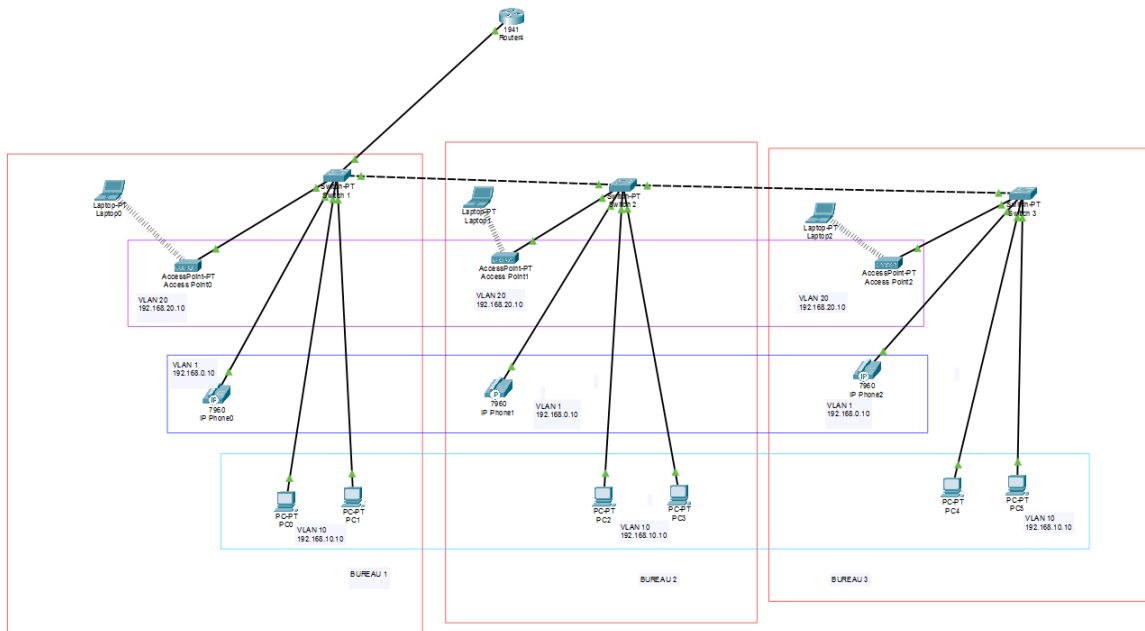 1941
Router4
Switch-PT
Switch 1
Switch-PT
Switch 2
Switch-PT
Switch 3
Laptop-PT
Laptop0
Laptop-PT
Laptop1
Laptop-PT
Laptop2
AccessPoint-PT
Access Point0
AccessPoint-PT
Access Point1
AccessPoint-PT
Access Point2
VLAN 20
192.168.20.10
VLAN 20
192.168.20.10
VLAN 20
192.168.20.10
VLAN 1
192.168.0.10
IP
7960
IP Phone0
P
7960
IP Phone1
VLAN 1
192.168.0.10
IP
7960
IP Phone2
VLAN 1
192.168.0.10
PC-PT
PC0
PC-PT
PC1
VLAN 10
192.168.10.10
PC-PT
PC2
PC-PT
PC3
VLAN 10
192.168.10.10
PC-PT
PC4
PC-PT
PC5
VLAN 10
192.168.10.10
BUREAU 1
BUREAU 2
BUREAU 3